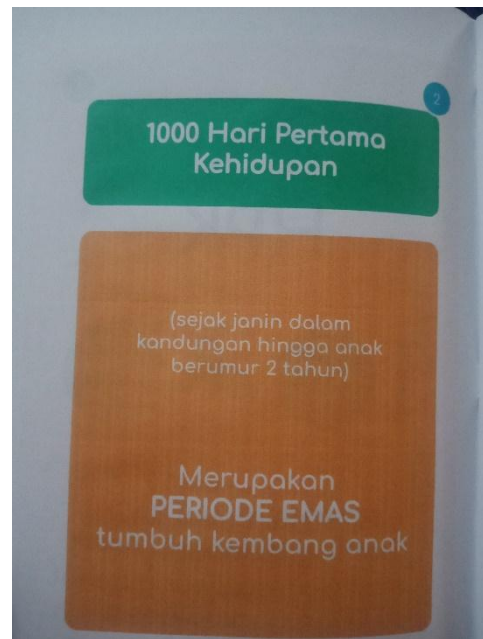 2
1000 Hari Pertama
Kehidupan
(sejak janin dalam
kandungan hingga anak
berumur 2 tahun)
Merupakan
PERIODE EMAS
tumbuh kembang anak